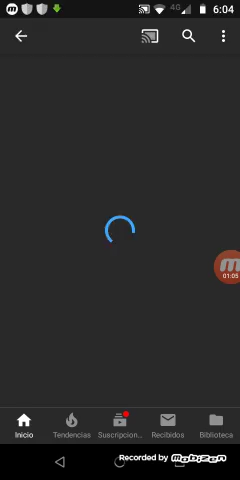 4G 6:04
01:05
Inicio Tendencias Suscripcion... Recibidos Biblioteca
Recorded by mobizen